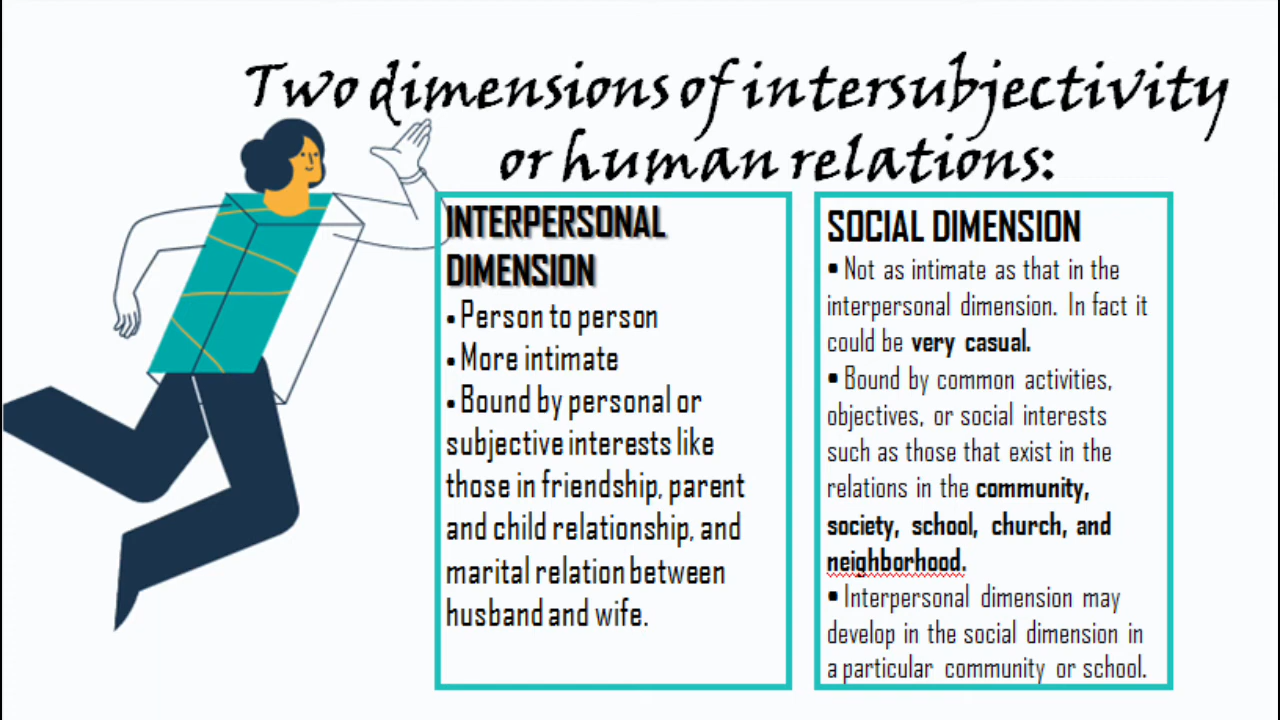 Two dimensions of intersubjectivity
or human relations:
INTERPERSONAL
DIMENSION
• Person to person
• More intimate
• Bound by personal or
subjective interests like
those in friendship, parent
and child relationship, and
marital relation between
husband and wife.
SOCIAL DIMENSION
• Not as intimate as that in the
interpersonal dimension. In fact it
could be very casual.
• Bound by common activities,
objectives, or social interests
such as those that exist in the
relations in the community,
society, school, church, and
neighborhood.
• Interpersonal dimension may
develop in the social dimension in
a particular community or school.